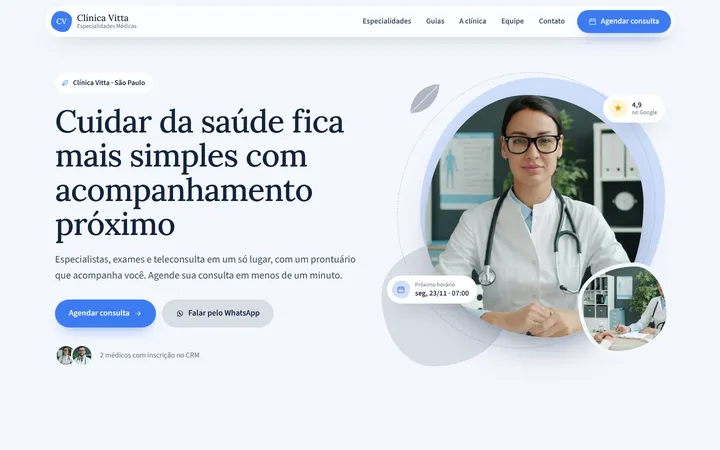 CV
Clínica Vitta
Especialidades Médicas
Especialidades
Guias
A clínica
Equipe
Contato
Agendar consulta
Clínica Vitta · São Paulo
Cuidar da saúde fica
mais simples com
acompanhamento
próximo
Especialistas, exames e teleconsulta em um só lugar, com um prontuário
que acompanha você. Agende sua consulta em menos de um minuto.
Agendar consulta →
Falar pelo WhatsApp
2 médicos com inscrição no CRM
4,9
no Google
Próximo horário
seg, 23/11 · 07:00